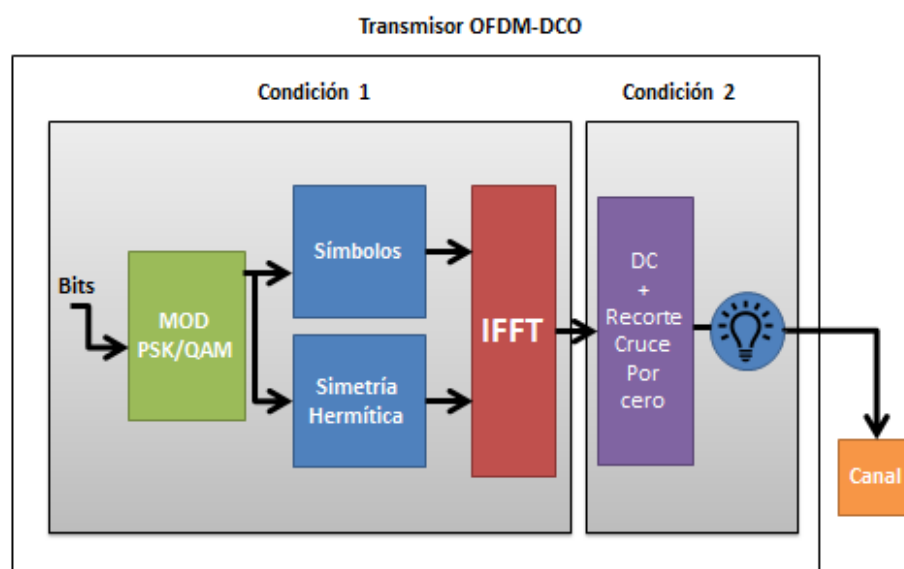 Transmisor OFDM-DCO
Condición 1
Condición 2
Bits
MOD
PSK/QAM
Símbolos
Simetría
Hermítica
IFFT
DC
+
Recorte
Cruce
Por
cero
Canal